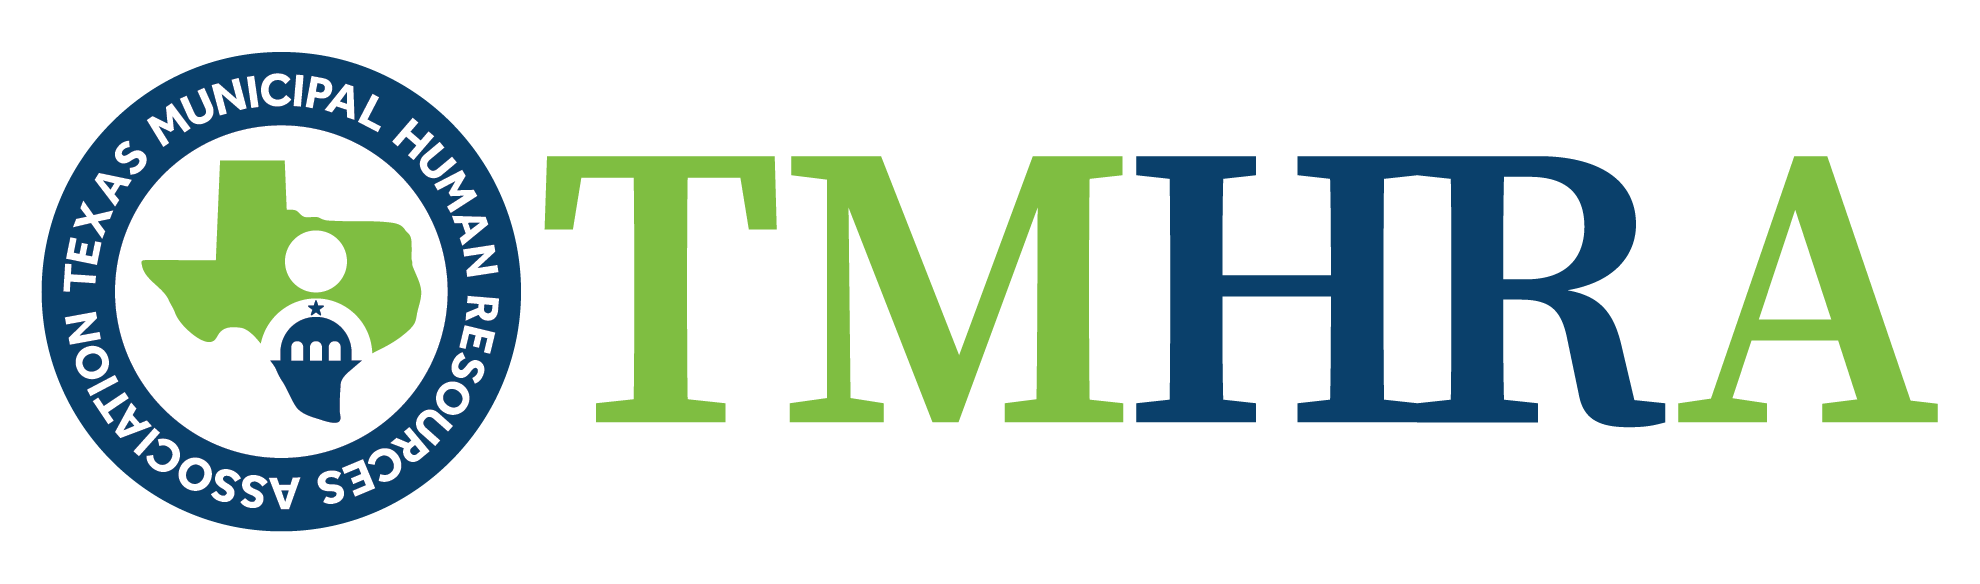 TEXAS MUNICIPAL HUMAN RESOURCES ASSOCIATION
TMHRA